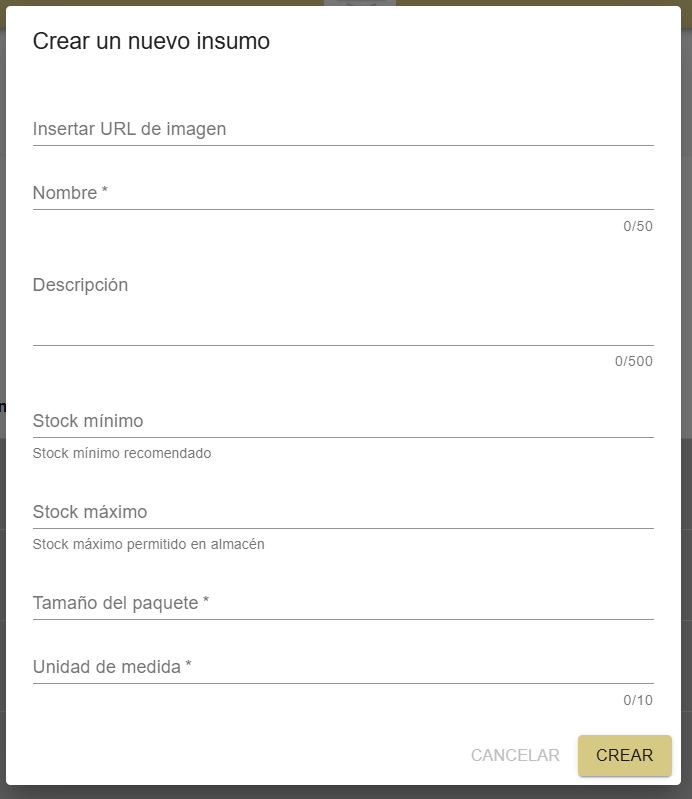 Crear un nuevo insumo
Insertar URL de imagen
Nombre *
0/50
Descripción
0/500
Stock mínimo
Stock mínimo recomendado
Stock máximo
Stock máximo permitido en almacén
Tamaño del paquete *
Unidad de medida *
0/10
CANCELAR CREAR